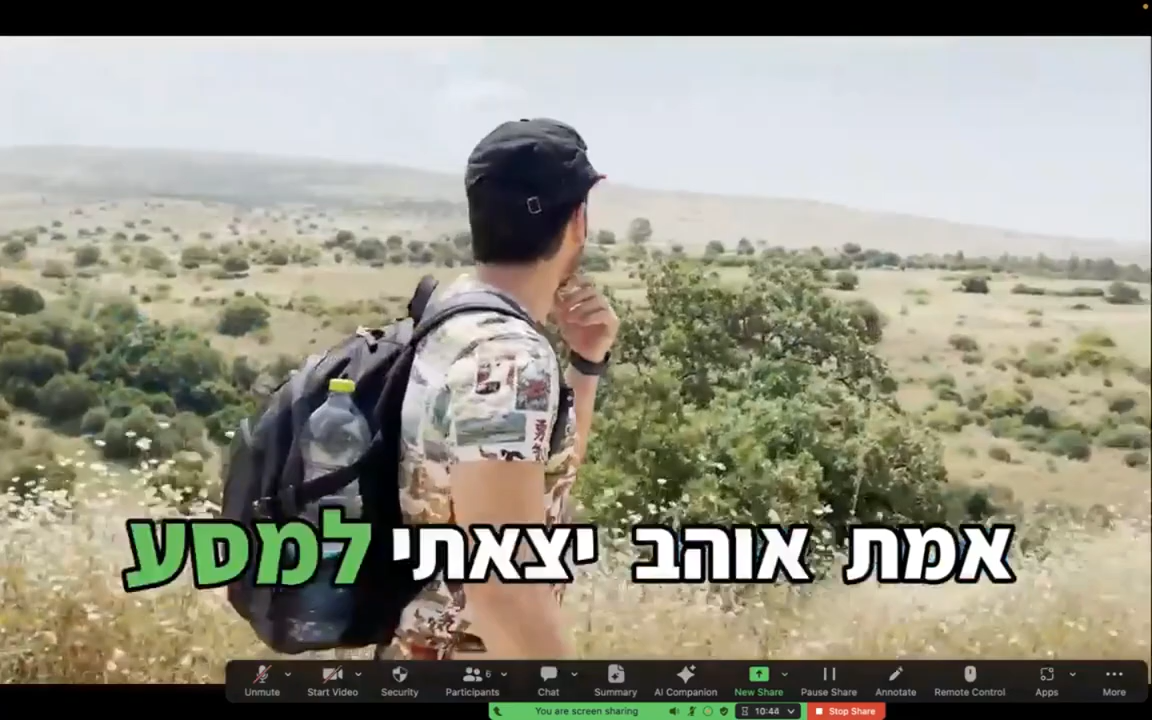 אמת אוהב יצאתי למסע
6
Unmute
Start Video
Security
Participants
Chat
Summary
AI Companion
New Share
Pause Share
Annotate
Remote Control
Apps
More
You are screen sharing
10:44
Stop Share